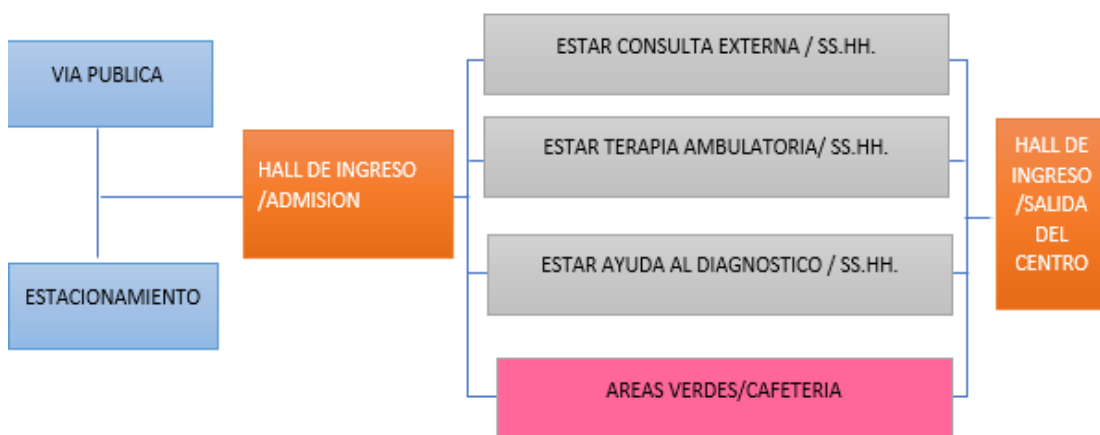 VIA PUBLICA
ESTACIONAMIENTO
HALL DE INGRESO
/ADMISION
ESTAR CONSULTA EXTERNA / SS.HH.
ESTAR TERAPIA AMBULATORIA/ SS.HH.
ESTAR AYUDA AL DIAGNOSTICO / SS.HH.
AREAS VERDES/CAFETERIA
HALL DE
INGRESO
/SALIDA
DEL
CENTRO